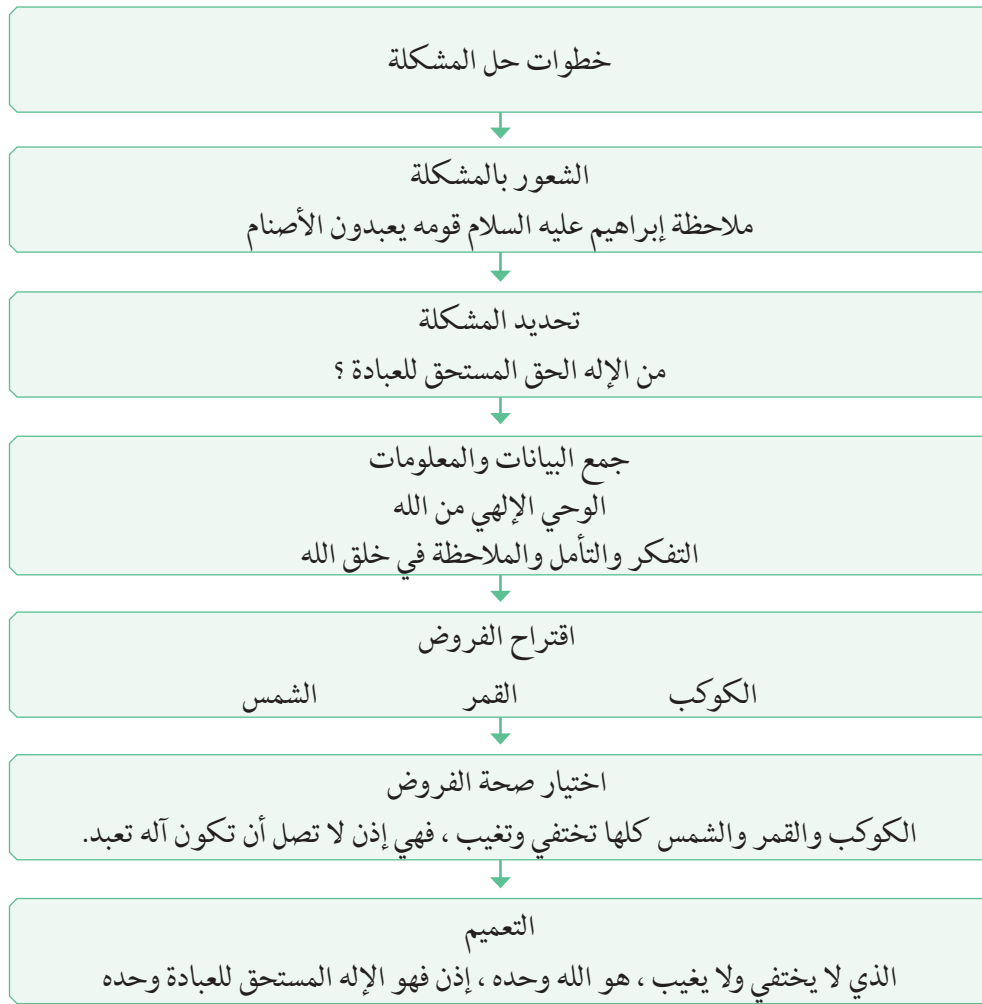 خطوات حل المشكلة
الشعور بالمشكلة
ملاحظة إبراهيم عليه السلام قومه يعبدون الأصنام
تحديد المشكلة
من الإله الحق المستحق للعبادة ؟
جمع البيانات والمعلومات
الوحي الإلهي من الله
التفكر والتأمل والملاحظة في خلق الله
اقتراح الفروض
الكوكب القمر الشمس
اختيار صحة الفروض
الكوكب والقمر والشمس كلها تختفي وتغيب ، فهي إذن لا تصل أن تكون آله تعبد.
التعميم
الذي لا يختفي ولا يغيب ، هو الله وحده ، إذن فهو الإله المستحق للعبادة وحده